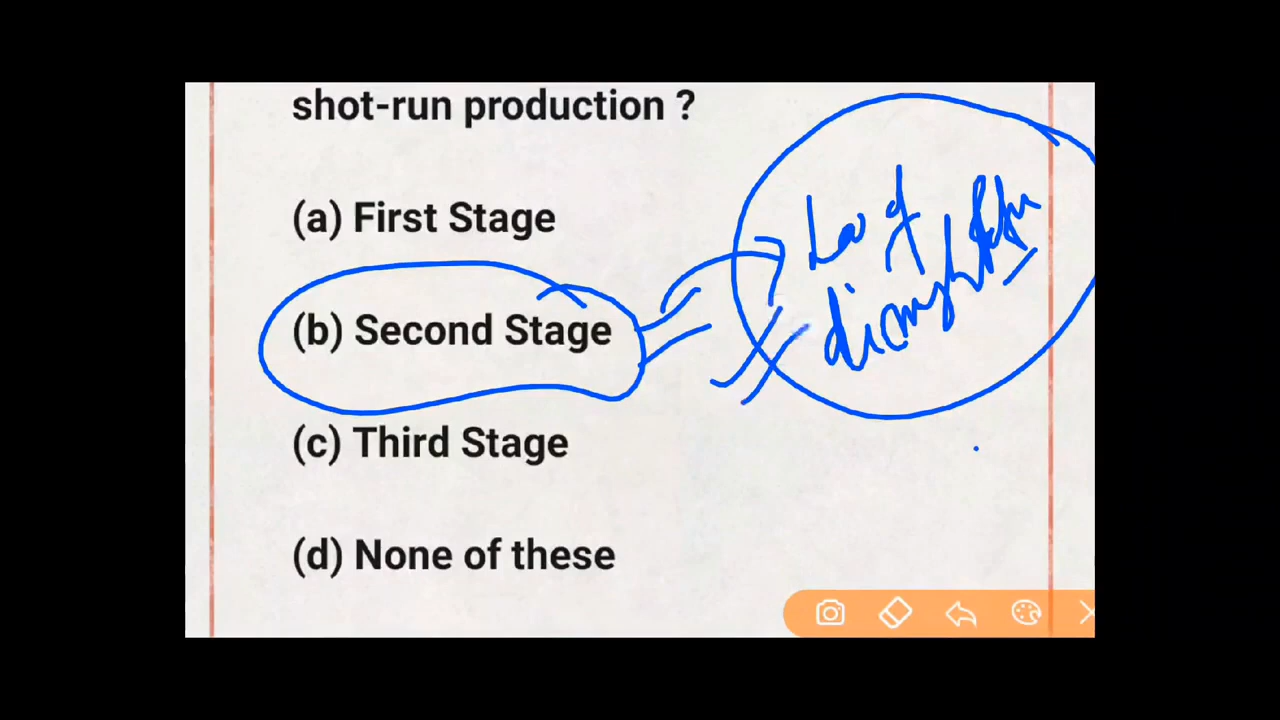 shot-run production ?
(a) First Stage
(b) Second Stage
(c) Third Stage
(d) None of these